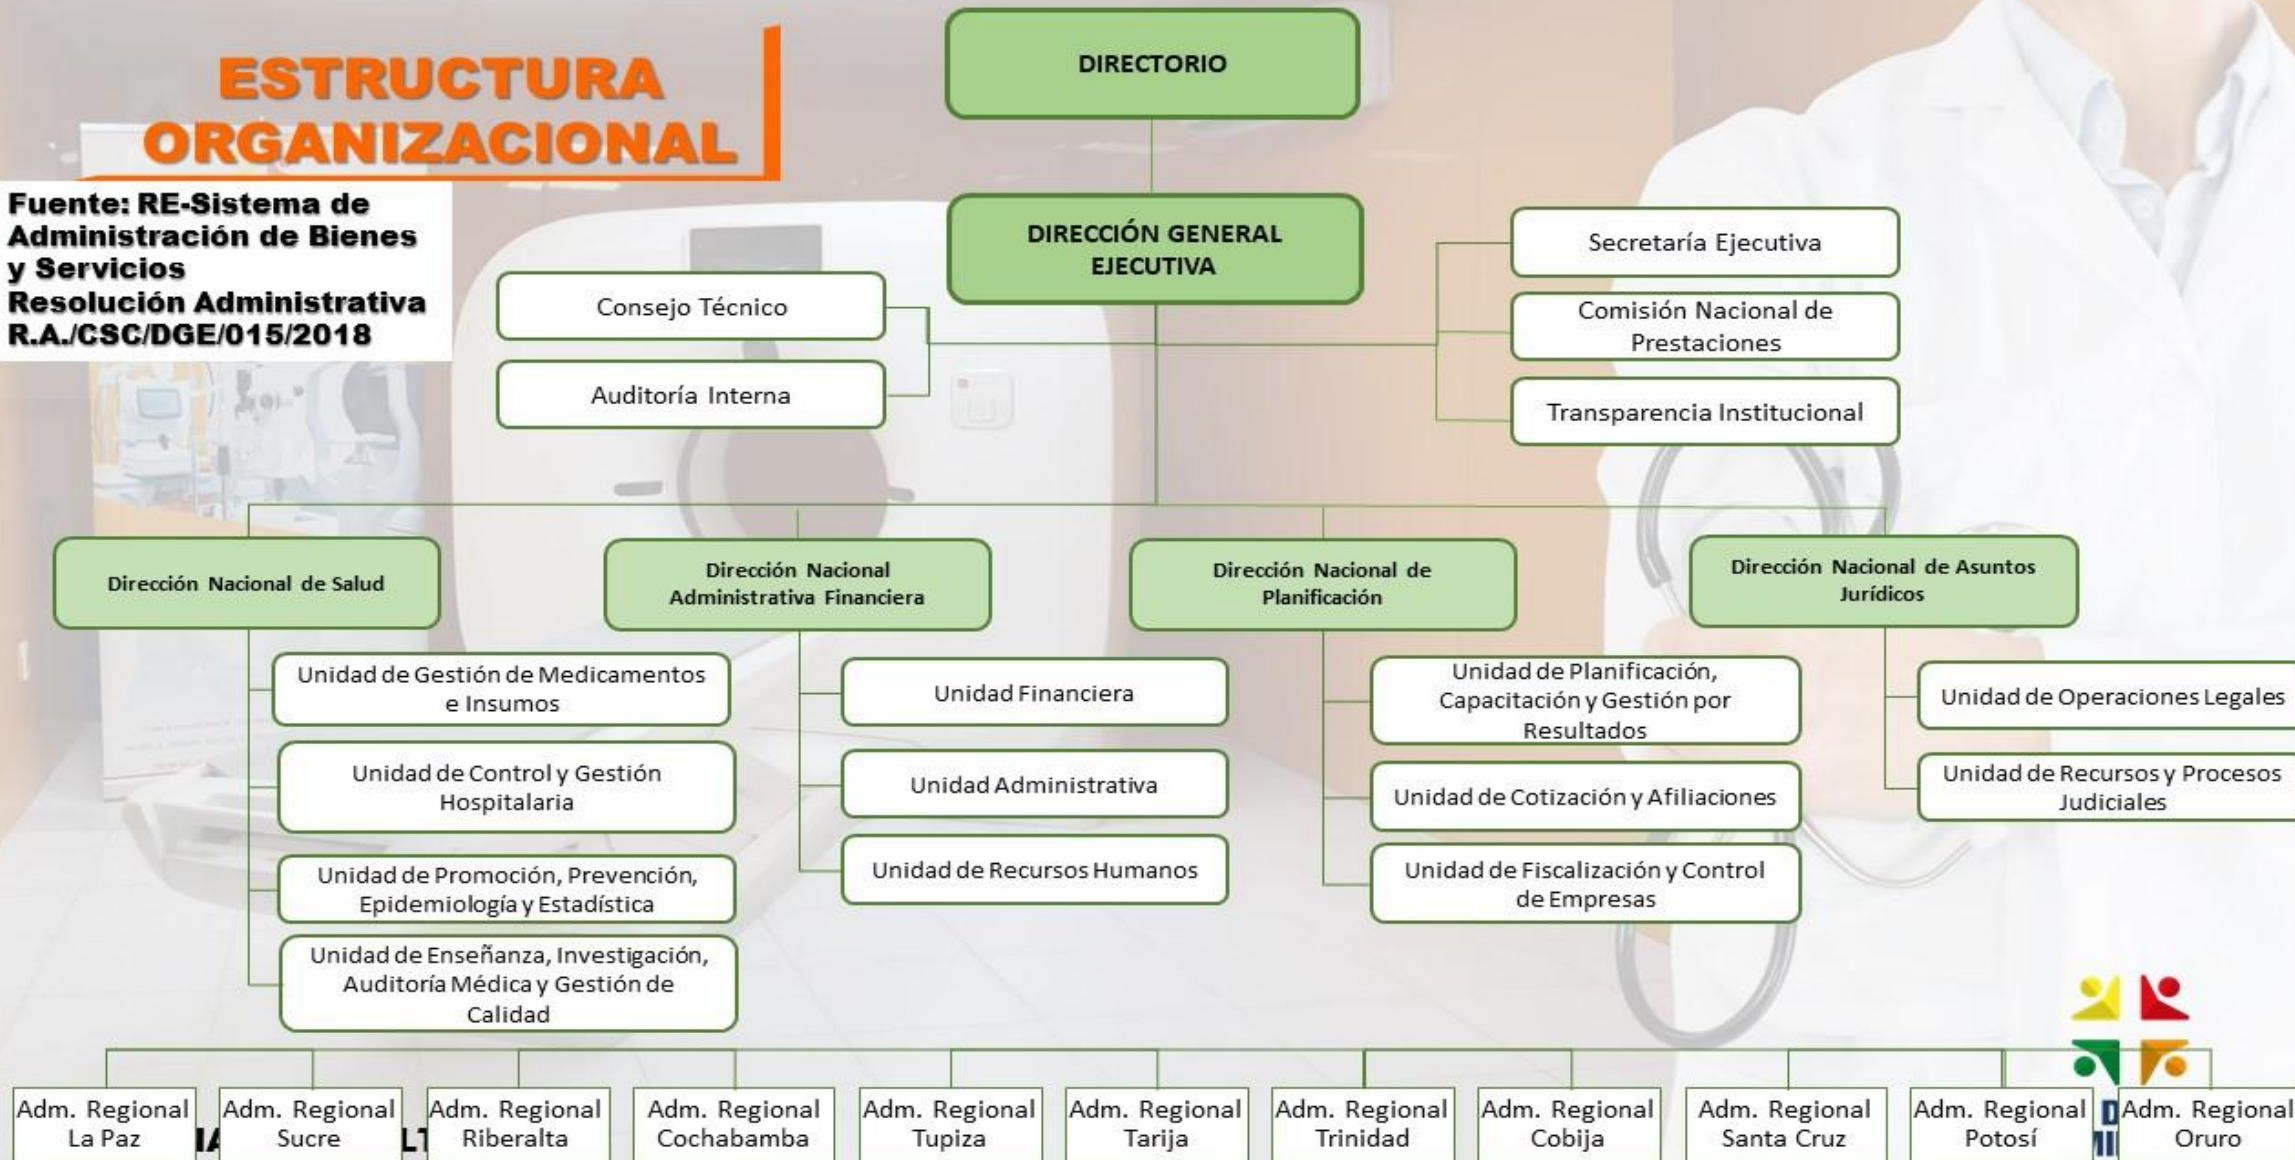 ESTRUCTURA
ORGANIZACIONAL
Fuente: RE-Sistema de
Administración de Bienes
y Servicios
Resolución Administrativa
R.A./CSC/DGE/015/2018
DIRECTORIO
DIRECCIÓN GENERAL
EJECUTIVA
Consejo Técnico
Auditoría Interna
Secretaría Ejecutiva
Comisión Nacional de
Prestaciones
Transparencia Institucional
Dirección Nacional de Salud
Unidad de Gestión de Medicamentos
e Insumos
Unidad de Control y Gestión
Hospitalaria
Unidad de Promoción, Prevención,
Epidemiología y Estadística
Unidad de Enseñanza, Investigación,
Auditoría Médica y Gestión de
Calidad
Dirección Nacional
Administrativa Financiera
Unidad Financiera
Unidad Administrativa
Unidad de Recursos Humanos
Dirección Nacional de
Planificación
Unidad de Planificación,
Capacitación y Gestión por
Resultados
Unidad de Cotización y Afiliaciones
Unidad de Fiscalización y Control
de Empresas
Dirección Nacional de Asuntos
Jurídicos
Unidad de Operaciones Legales
Unidad de Recursos y Procesos
Judiciales
Adm. Regional
La Paz
Adm. Regional
Sucre
Adm. Regional
Riberalta
Adm. Regional
Cochabamba
Adm. Regional
Tupiza
Adm. Regional
Tarija
Adm. Regional
Trinidad
Adm. Regional
Cobija
Adm. Regional
Santa Cruz
Adm. Regional
Potosí
Adm. Regional
Oruro